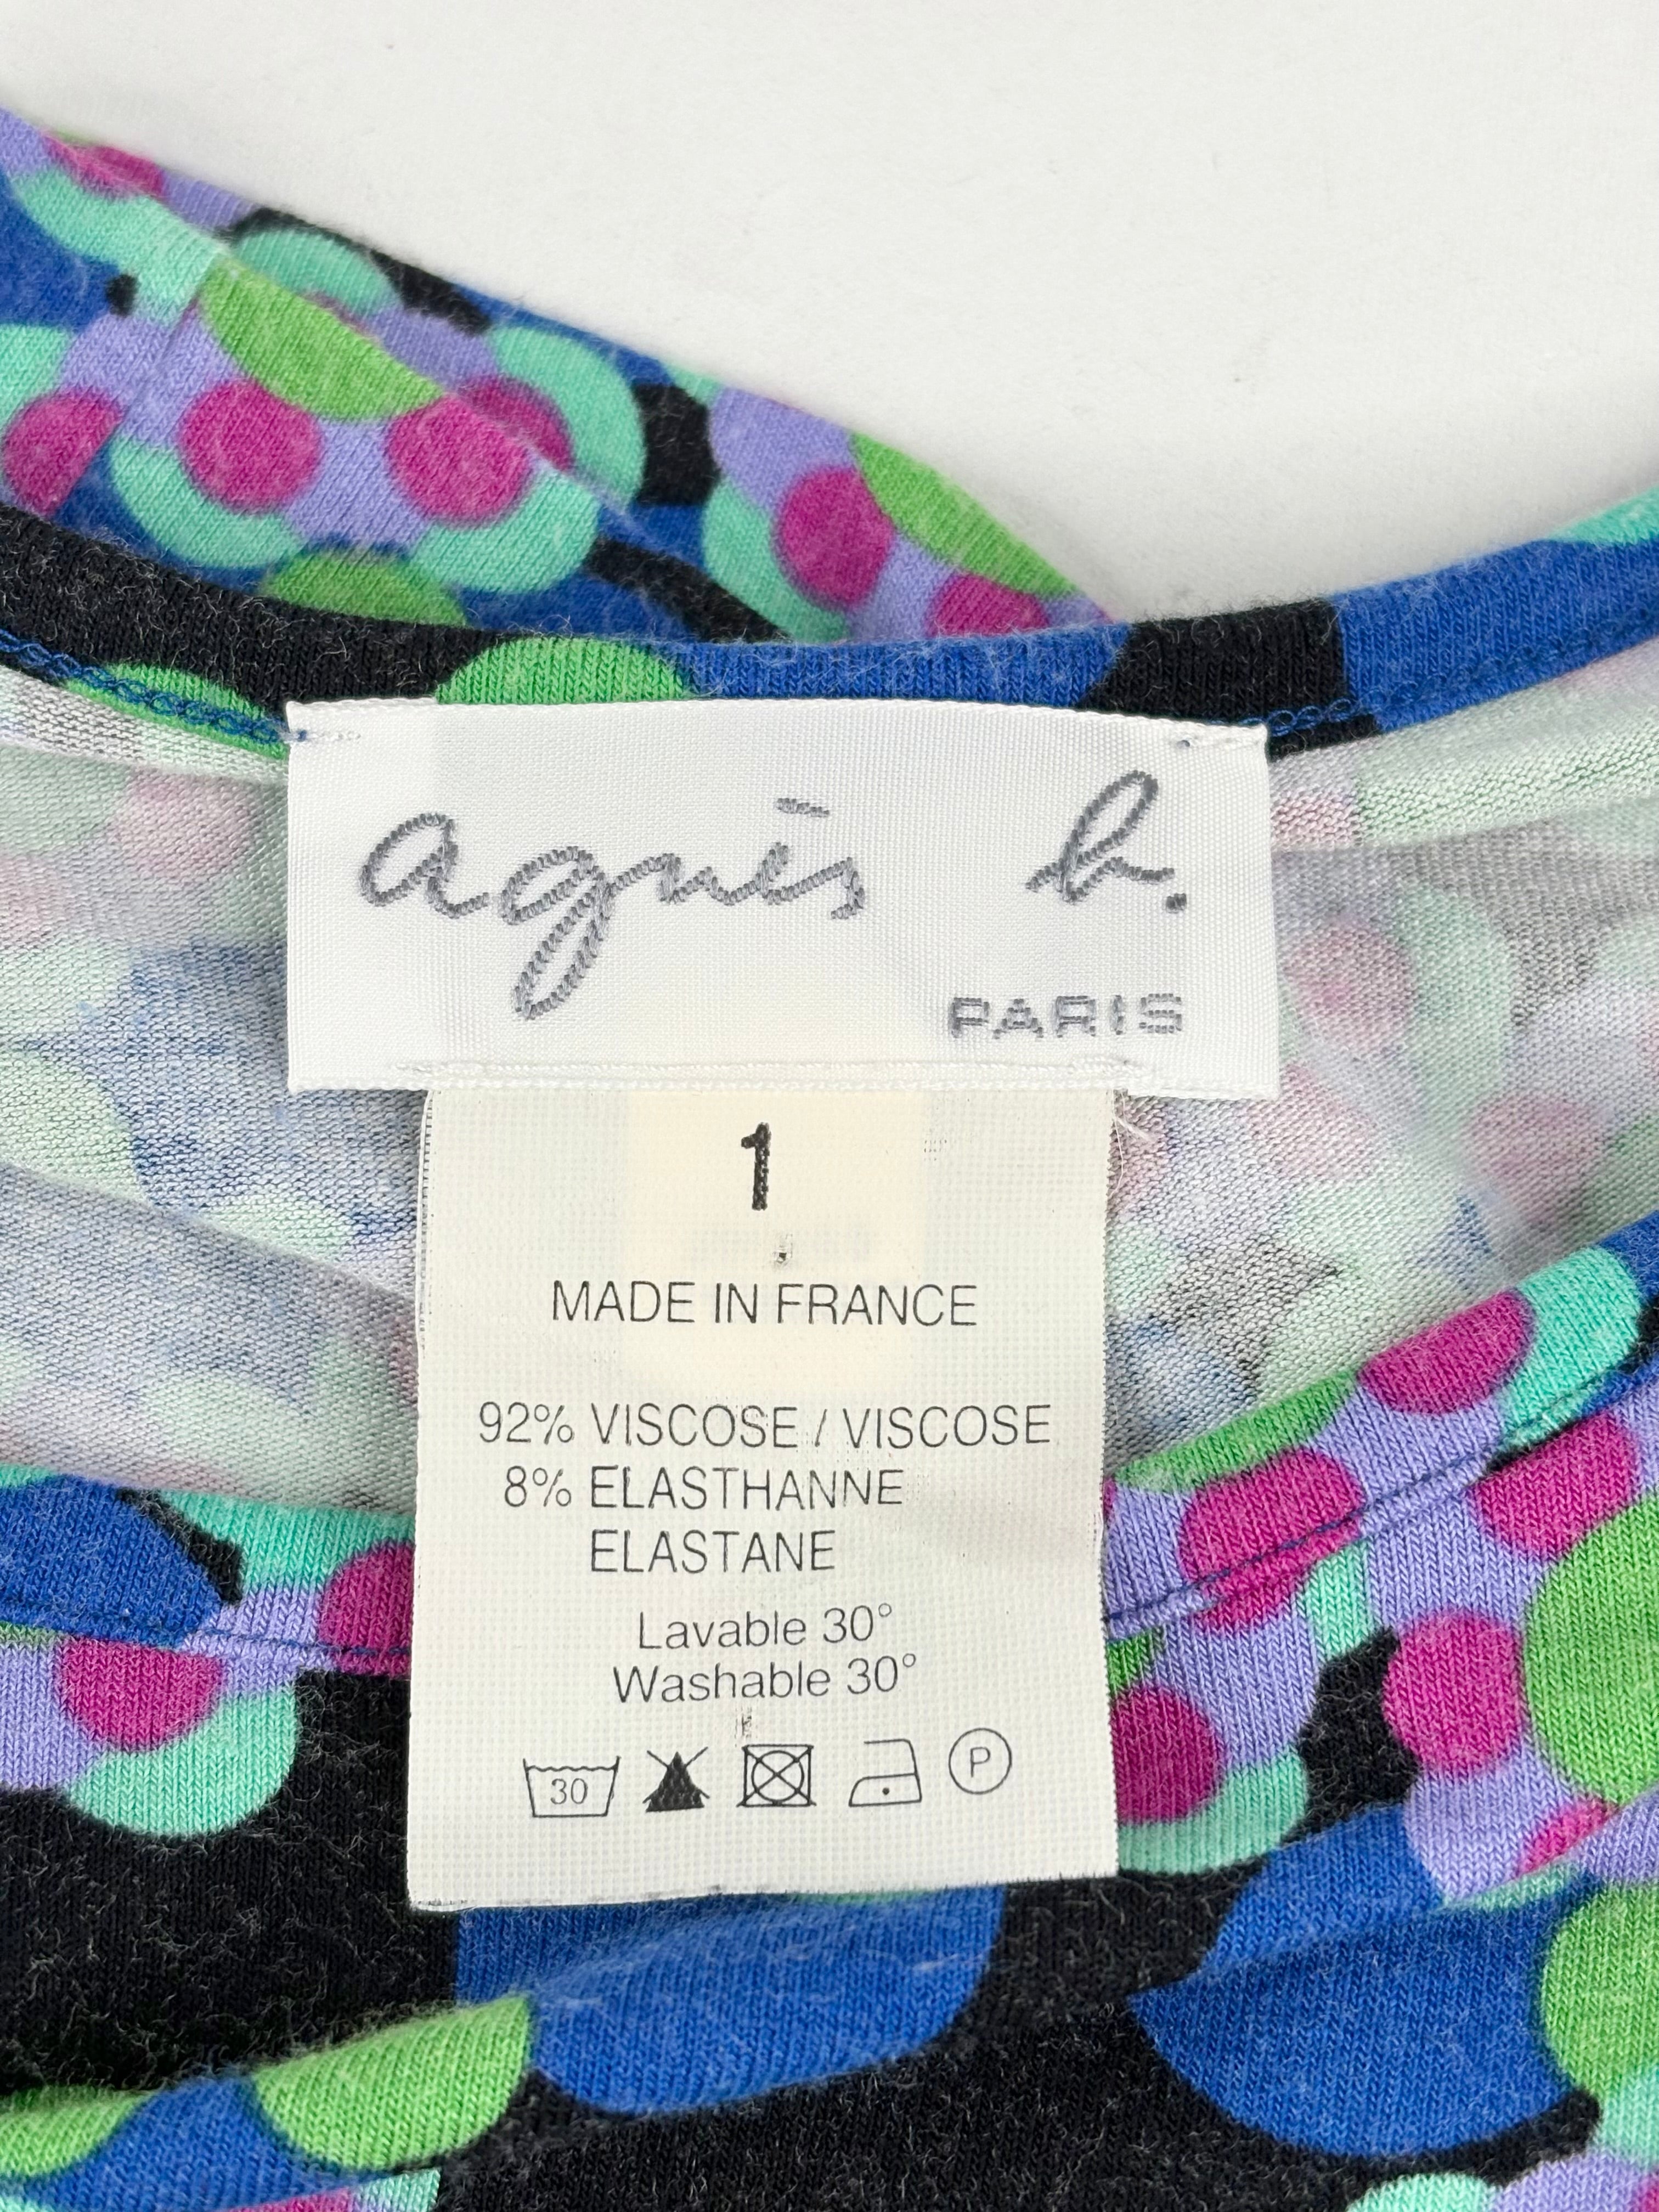 agnès b.
PARIS
1
MADE IN FRANCE
92% VISCOSE / VISCOSE
8% ELASTHANNE
ELASTANE
Lavable 30°
Washable 30°
30 P